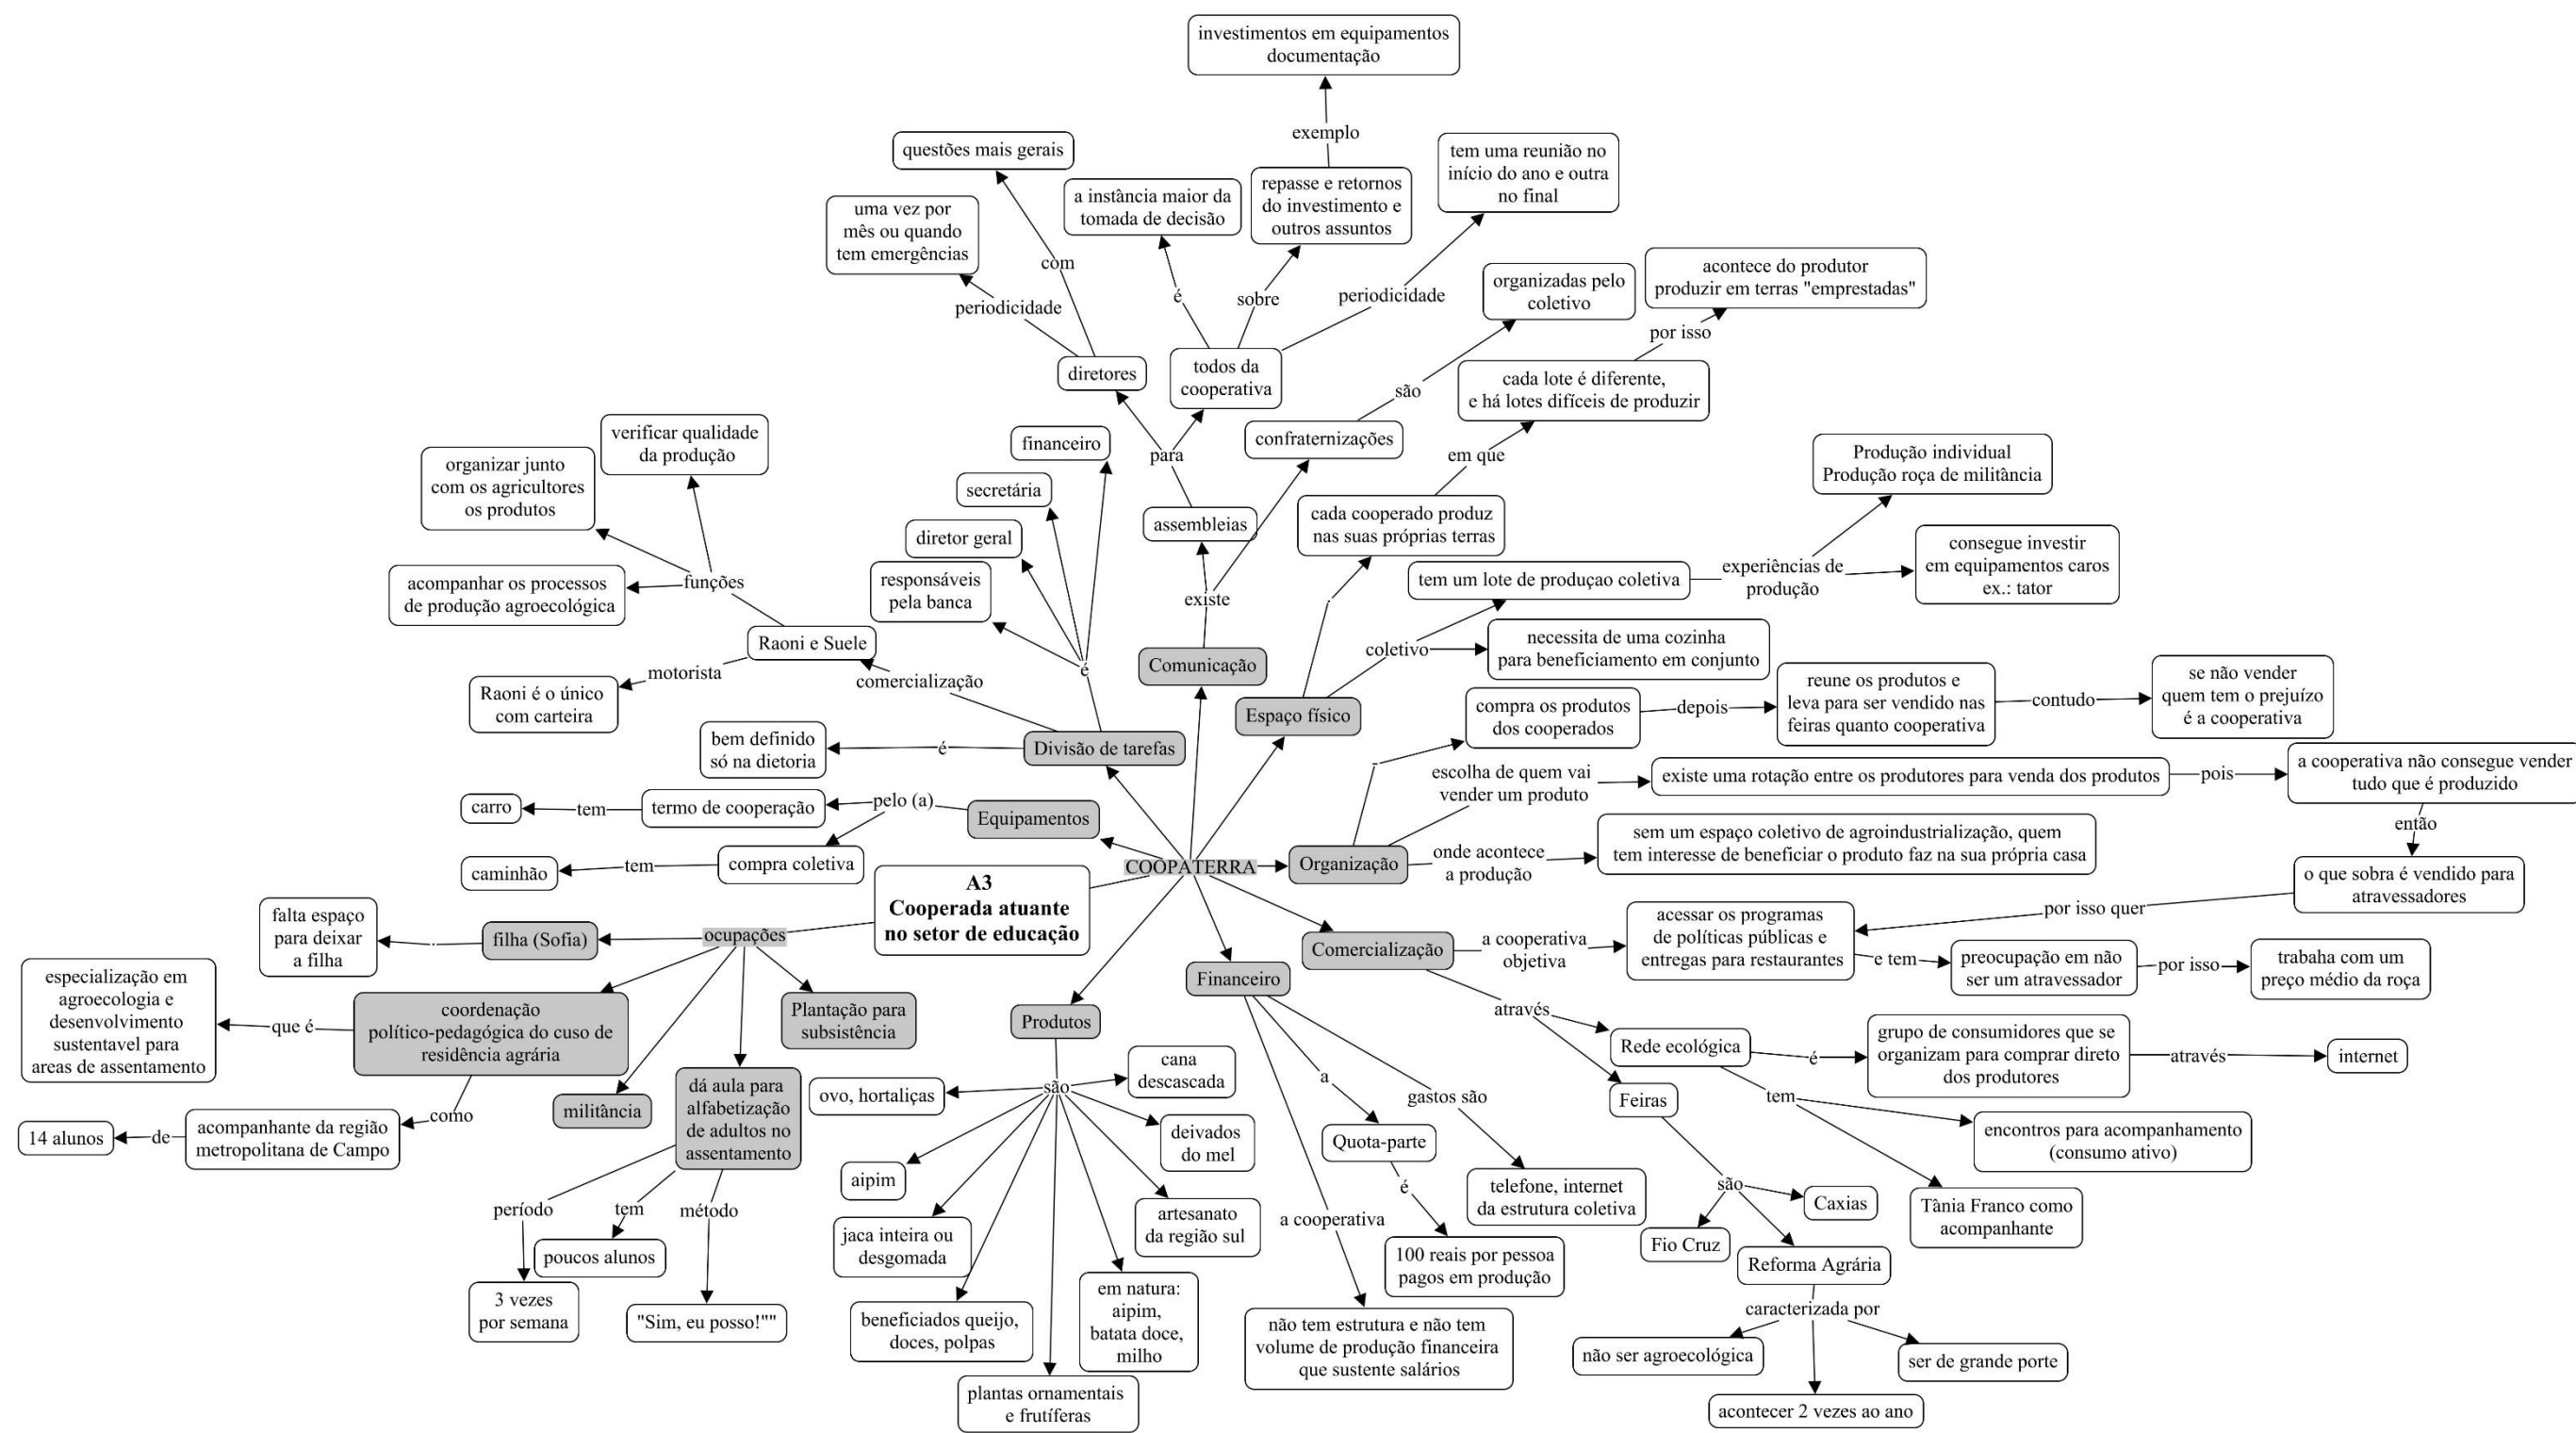 investimentos em equipamentos
documentação
exemplo
questões mais gerais
tem uma reunião no
início do ano e outra
no final
a instância maior da
tomada de decisão
repasse e retornos
do investimento e
outros assuntos
uma vez por
mês ou quando
tem emergências
com
periodicidade
é
sobre
periodicidade
organizadas pelo
coletivo
acontece do produtor
produzir em terras "emprestadas"
por isso
diretores
todos da
cooperativa
são
cada lote é diferente,
e há lotes difíceis de produzir
verificar qualidade
da produção
organizar junto
com os agricultores
os produtos
financeiro
para
confraternizações
em que
Produção individual
Produção roça de militância
secretária
diretor geral
assembleias
cada cooperado produz
nas suas próprias terras
consegue investir
em equipamentos caros
ex.: tator
acompanhar os processos
de produção agroecológica
funções
responsáveis
pela banca
existe
.
tem um lote de produçao coletiva
experiências de
produção
Raoni e Suele
motorista
Raoni é o único
com carteira
comercialização
é
Comunicação
coletivo
necessita de uma cozinha
para beneficiamento em conjunto
Espaço físico
compra os produtos
dos cooperados
depois
reune os produtos e
leva para ser vendido nas
feiras quanto cooperativa
contudo
se não vender
quem tem o prejuízo
é a cooperativa
bem definido
só na dietoria
é
Divisão de tarefas
.
escolha de quem vai
vender um produto
existe uma rotação entre os produtores para venda dos produtos
pois
a cooperativa não consegue vender
tudo que é produzido
então
carro
tem
termo de cooperação
pelo (a)
Equipamentos
caminhão
tem
compra coletiva
COOPATERRA
Organização
onde acontece
a produção
sem um espaço coletivo de agroindustrialização, quem
tem interesse de beneficiar o produto faz na sua própria casa
o que sobra é vendido para
atravessadores
por isso quer
A3
Cooperada atuante
no setor de educação
falta espaço
para deixar
a filha
.
filha (Sofia)
ocupações
Comercialização
a cooperativa
objetiva
acessar os programas
de políticas públicas e
entregas para restaurantes
e tem
preocupação em não
ser um atravessador
por isso
trabaha com um
preço médio da roça
especialização em
agroecologia e
desenvolvimento
sustentavel para
areas de assentamento
que é
coordenação
político-pedagógica do cuso de
residência agrária
Plantação para
subsistência
Produtos
Financeiro
através
Rede ecológica
é
grupo de consumidores que se
organizam para comprar direto
dos produtores
através
internet
como
14 alunos
de
acompanhante da região
metropolitana de Campo
militância
dá aula para
alfabetização
de adultos no
assentamento
ovo, hortaliças
são
cana
descascada
a
gastos são
Feiras
tem
encontros para acompanhamento
(consumo ativo)
Tânia Franco como
acompanhante
aipim
deivados
do mel
Quota-parte
é
telefone, internet
da estrutura coletiva
são
Caxias
Fio Cruz
Reforma Agrária
período
tem
método
poucos alunos
3 vezes
por semana
"Sim, eu posso!""
jaca inteira ou
desgomada
artesanato
da região sul
a cooperativa
100 reais por pessoa
pagos em produção
beneficiados queijo,
doces, polpas
em natura:
aipim,
batata doce,
milho
não tem estrutura e não tem
volume de produção financeira
que sustente salários
caracterizada por
não ser agroecológica
ser de grande porte
plantas ornamentais
e frutíferas
acontecer 2 vezes ao ano